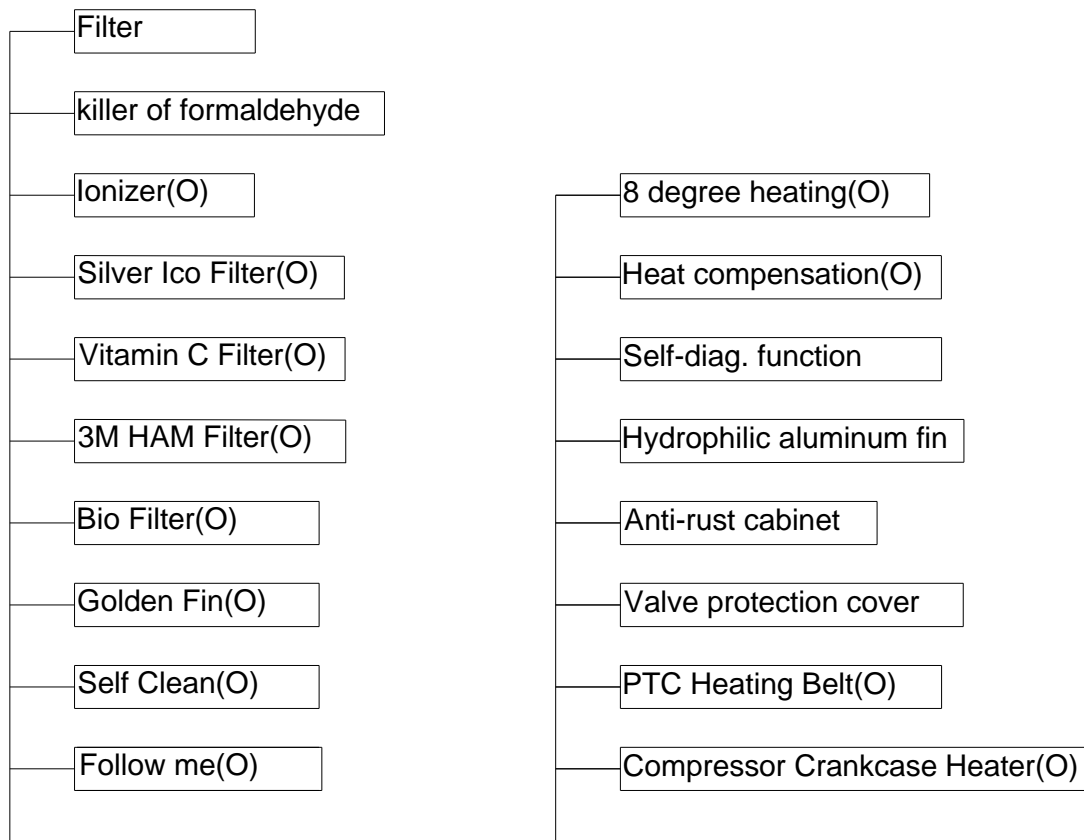 Filter
killer of formaldehyde
Ionizer(O)
Silver Ico Filter(O)
Vitamin C Filter(O)
3M HAM Filter(O)
Bio Filter(O)
Golden Fin(O)
Self Clean(O)
Follow me(O)
8 degree heating(O)
Heat compensation(O)
Self-diag. function
Hydrophilic aluminum fin
Anti-rust cabinet
Valve protection cover
PTC Heating Belt(O)
Compressor Crankcase Heater(O)